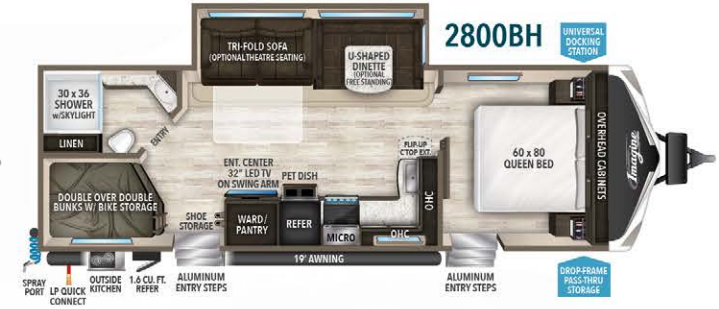 2800BH
UNIVERSAL
DOCKING
STATION
TRI-FOLD SOFA
(OPTIONAL THEATRE SEATING)
U-SHAPED
DINETTE
(OPTIONAL
FREE STANDING)
30 x 36
SHOWER
w/SKYLIGHT
LINEN
ENTRY
DOUBLE OVER DOUBLE
BUNKS W/ BIKE STORAGE
ENT. CENTER
32" LED TV
ON SWING ARM
PET DISH
FLIP-UP
C'TOP EXT.
60 x 80
QUEEN BED
OVERHEAD CABINETS
Imagine
SHOE
STORAGE
WARD/
PANTRY
REFER
MICRO
OHC
OHC
19' AWNING
SPRAY
PORT
LP QUICK
CONNECT
OUTSIDE
KITCHEN
1.6 CU. FT.
REFER
ALUMINUM
ENTRY STEPS
ALUMINUM
ENTRY STEPS
DROP-FRAME
PASS-THRU
STORAGE